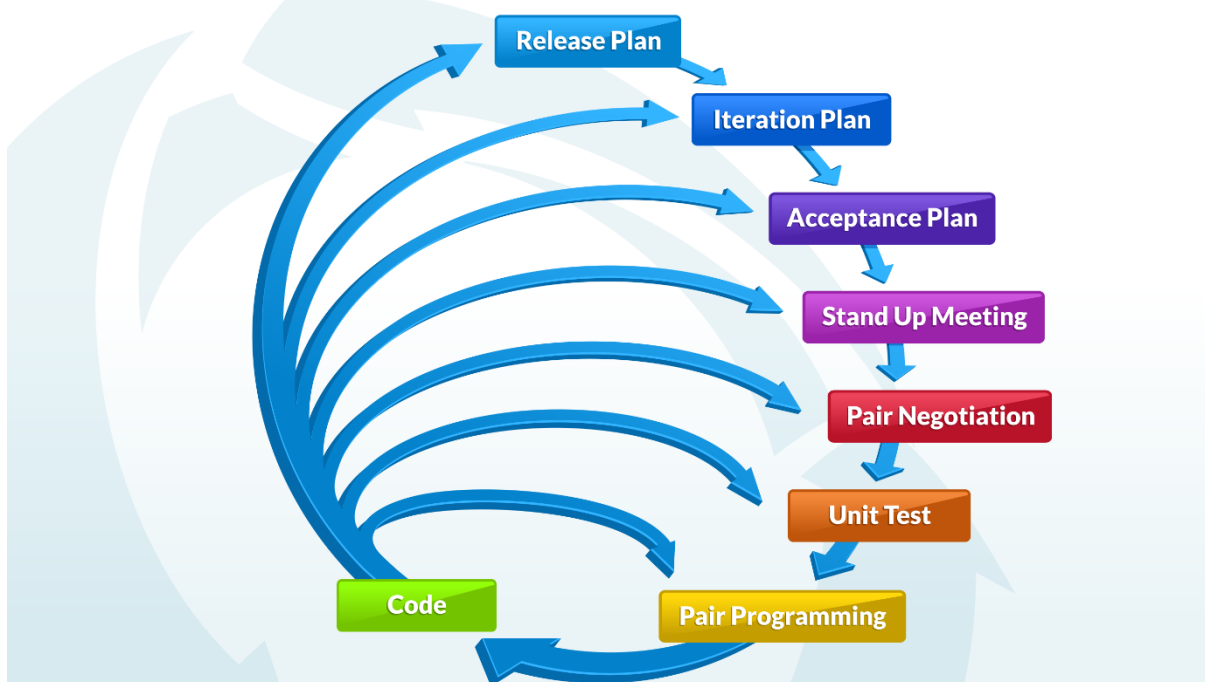 Release Plan
Iteration Plan
Acceptance Plan
Stand Up Meeting
Pair Negotiation
Unit Test
Pair Programming
Code